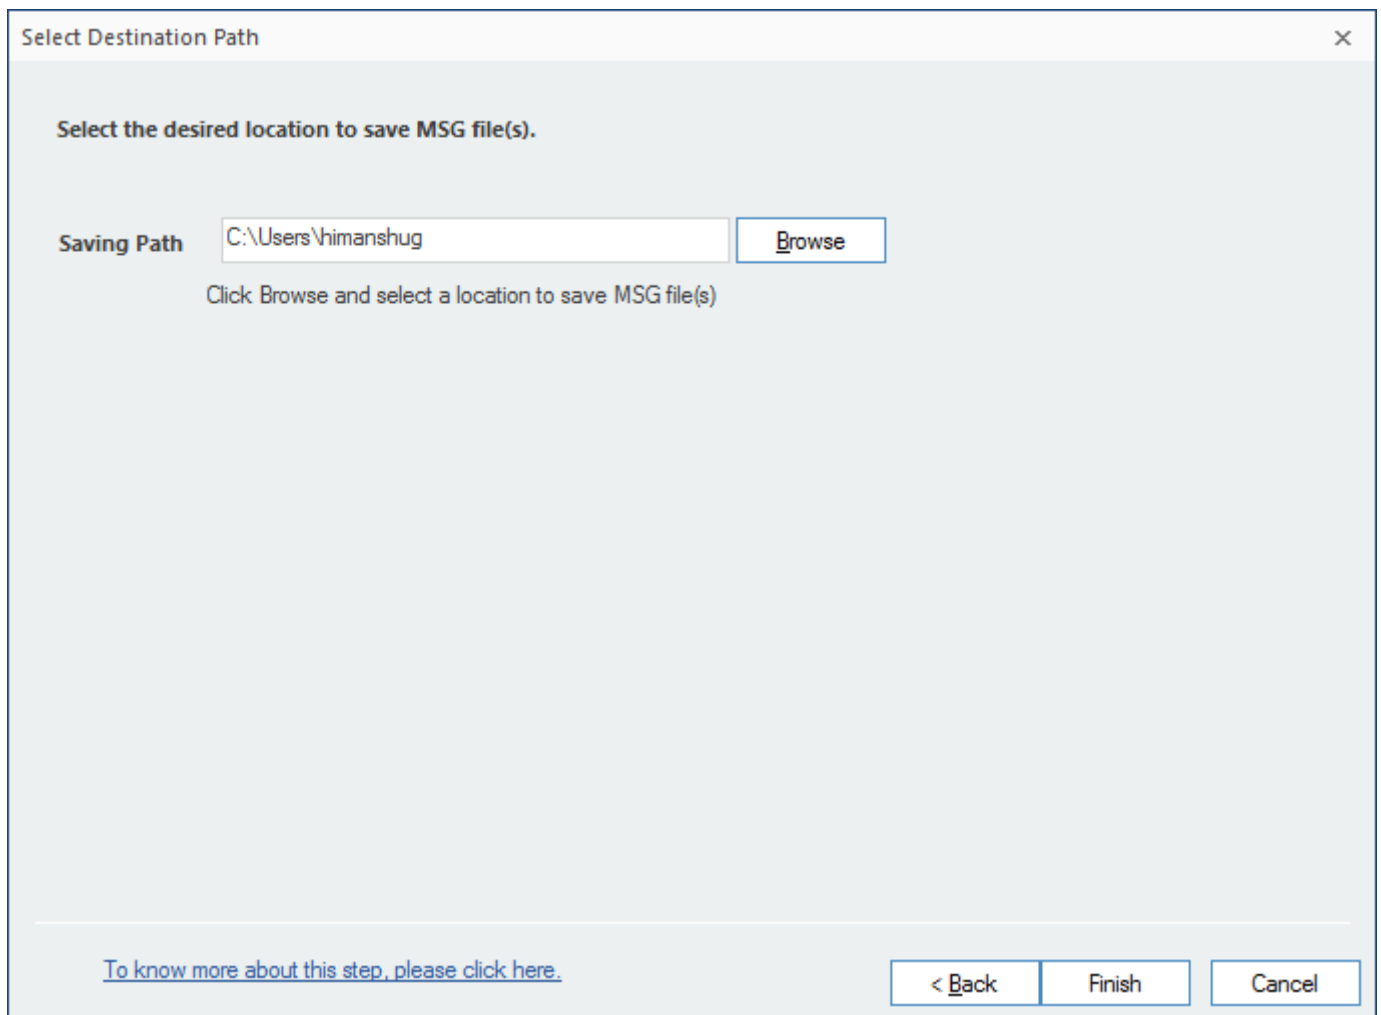 Select Destination Path
Select the desired location to save MSG file(s).
Saving Path C:\Users\himanshug Browse
Click Browse and select a location to save MSG file(s)
To know more about this step, please click here.
< Back Finish Cancel